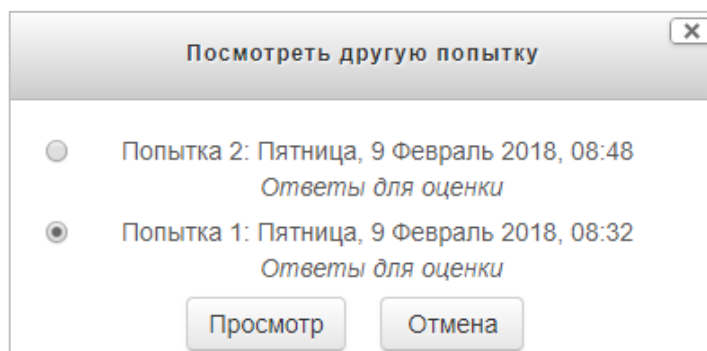 Посмотреть другую попытку
Попытка 2: Пятница, 9 Февраль 2018, 08:48
Ответы для оценки
Попытка 1: Пятница, 9 Февраль 2018, 08:32
Ответы для оценки
Просмотр Отмена